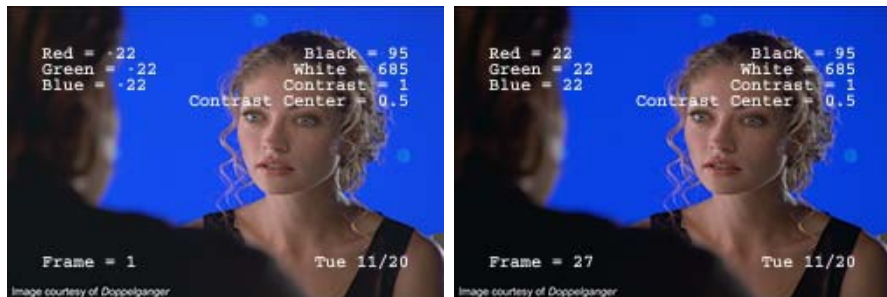 Red = -22
Green = -22
Blue = -22
Black = 95
White = 685
Contrast = 1
Contrast Center = 0.5
Frame = 1
Tue 11/20
Image courtesy of Doppelganger
Red = 22
Green = 22
Blue = 22
Black = 95
White = 685
Contrast = 1
Contrast Center = 0.5
Frame = 27
Tue 11/20
Image courtesy of Doppelganger